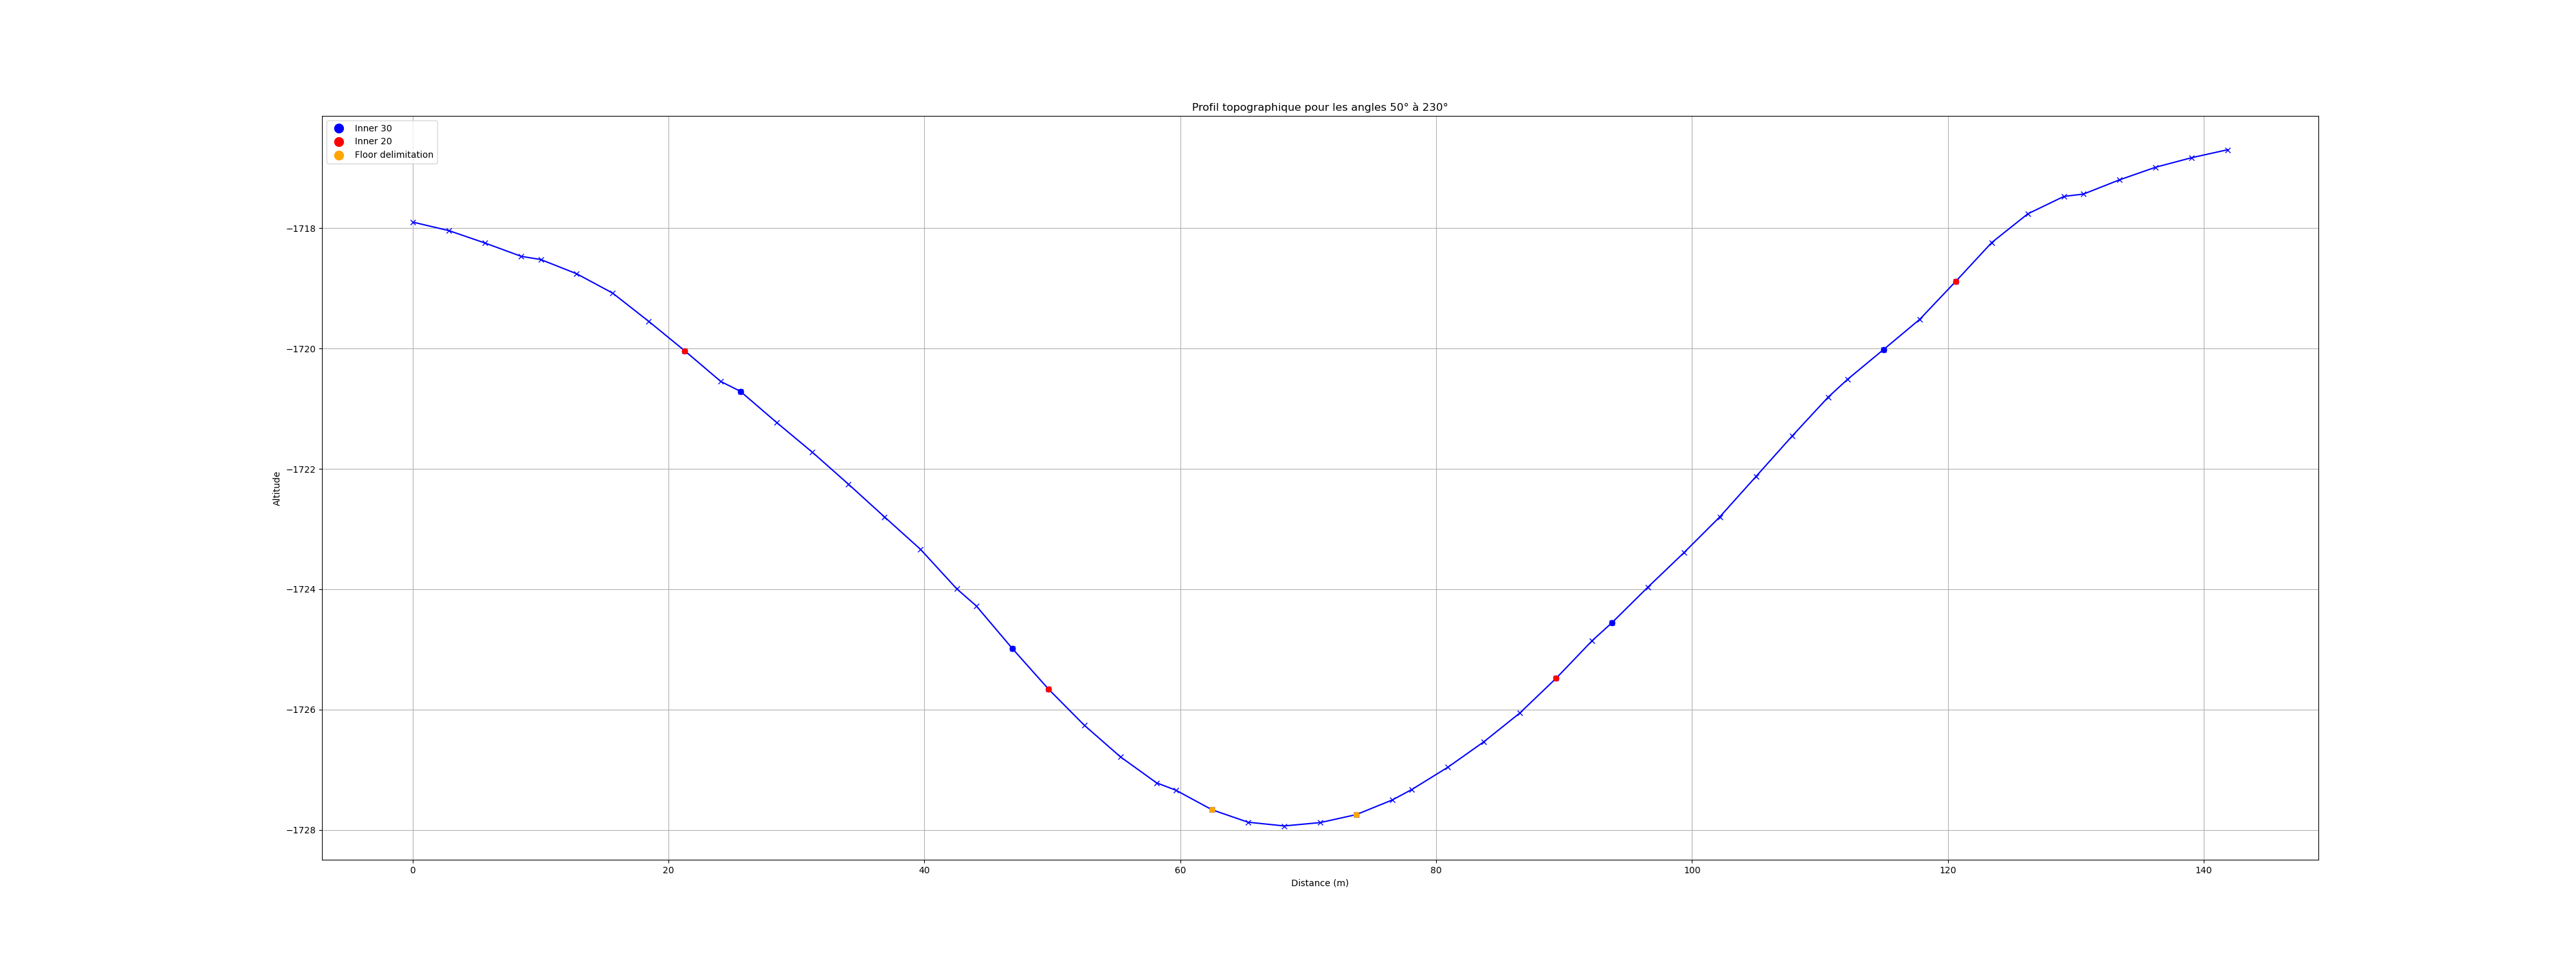 Profil topographique pour les angles 50° à 230°
Inner 30
Inner 20
Floor delimitation
−1718
−1720
−1722
−1724
−1726
−1728
Altitude
0 20 40 60 80 100 120 140
Distance (m)